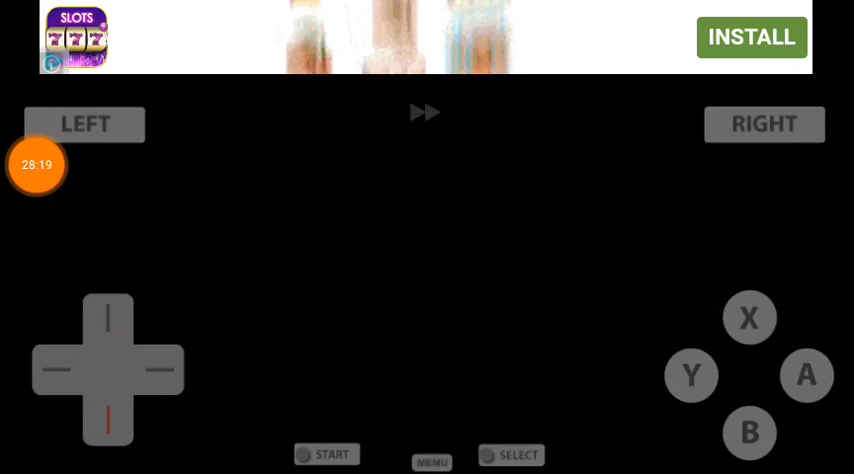 SLOTS
777
INSTALL
LEFT
RIGHT
28:19
X
Y
A
B
START
MENU
SELECT